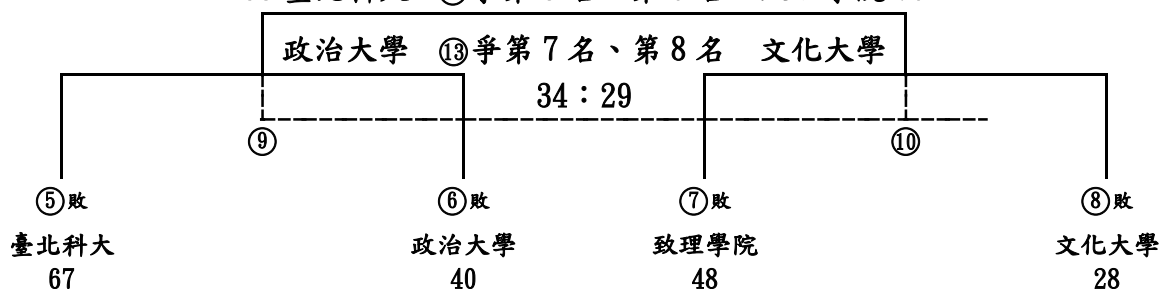 政治大學 ⑬爭第7名、第8名 文化大學
34：29
⑨ ⑩
⑤敗 ⑥敗 ⑦敗 ⑧敗
臺北科大 政治大學 致理學院 文化大學
67 40 48 28